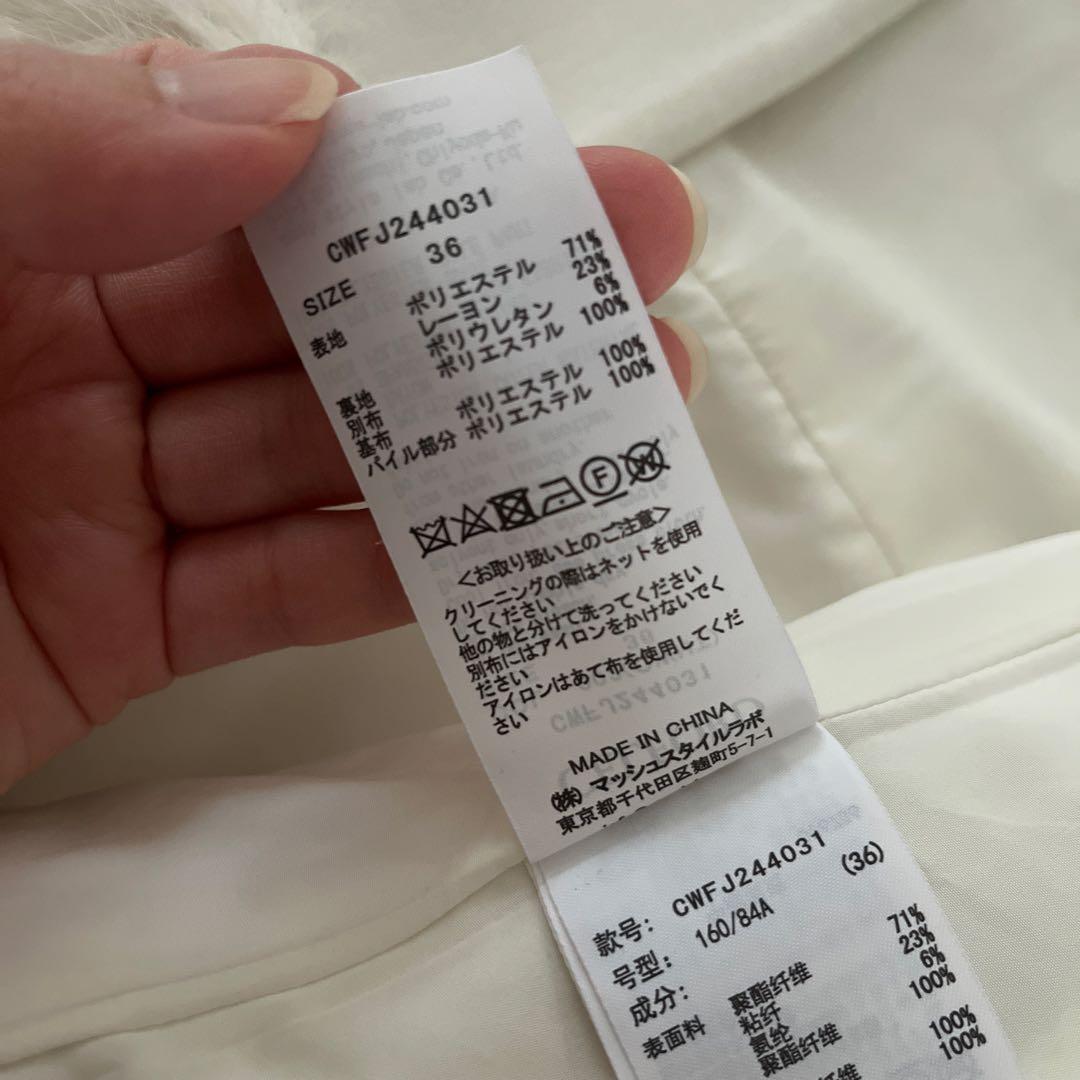 CWFJ244031
SIZE 36
表地 ポリエステル 71%
レーヨン 23%
ポリウレタン 6%
裏地 ポリエステル 100%
別布
基布 ポリエステル 100%
パイル部分 ポリエステル 100%
F W
<お取り扱い上のご注意>
クリーニングの際はネットを使用
してください
他の物と分けて洗ってください
別布にはアイロンをかけないでく
ださい
アイロンはあて布を使用してくだ
さい
MADE IN CHINA
(株) マッシュスタイルラボ
東京都千代田区麹町5-7-1
款号: CWFJ244031
号型: 160/84A (36)
成分:
表面料 聚酯纤维 71%
粘纤 23%
氨纶 6%
聚酯纤维 100%
100%
100%